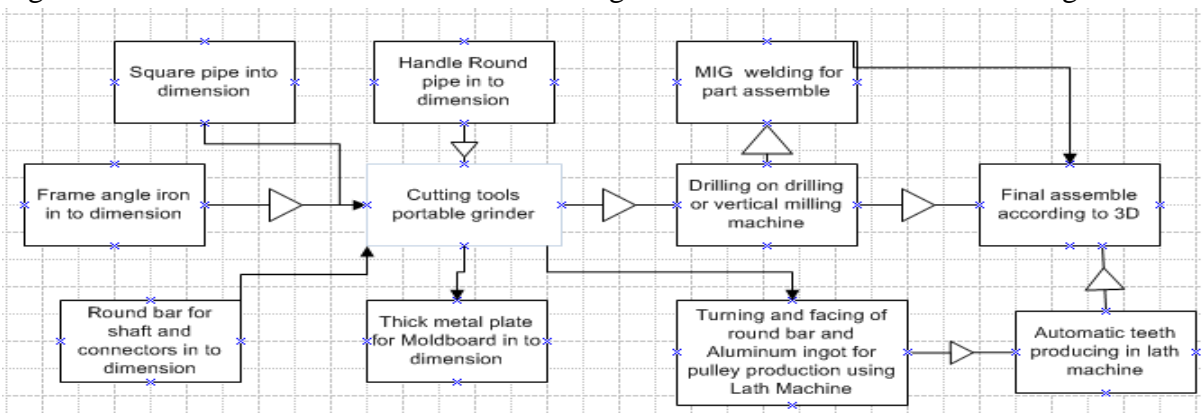 Square pipe into
dimension
Handle Round
pipe in to
dimension
MIG welding for
part assemble
Frame angle iron
in to dimension
Cutting tools
portable grinder
Drilling on drilling
or vertical milling
machine
Final assemble
according to 3D
Round bar for
shaft and
connectors in to
dimension
Thick metal plate
for Moldboard in to
dimension
Turning and facing of
round bar and
Aluminum ingot for
pulley production using
Lath Machine
Automatic teeth
producing in lath
machine